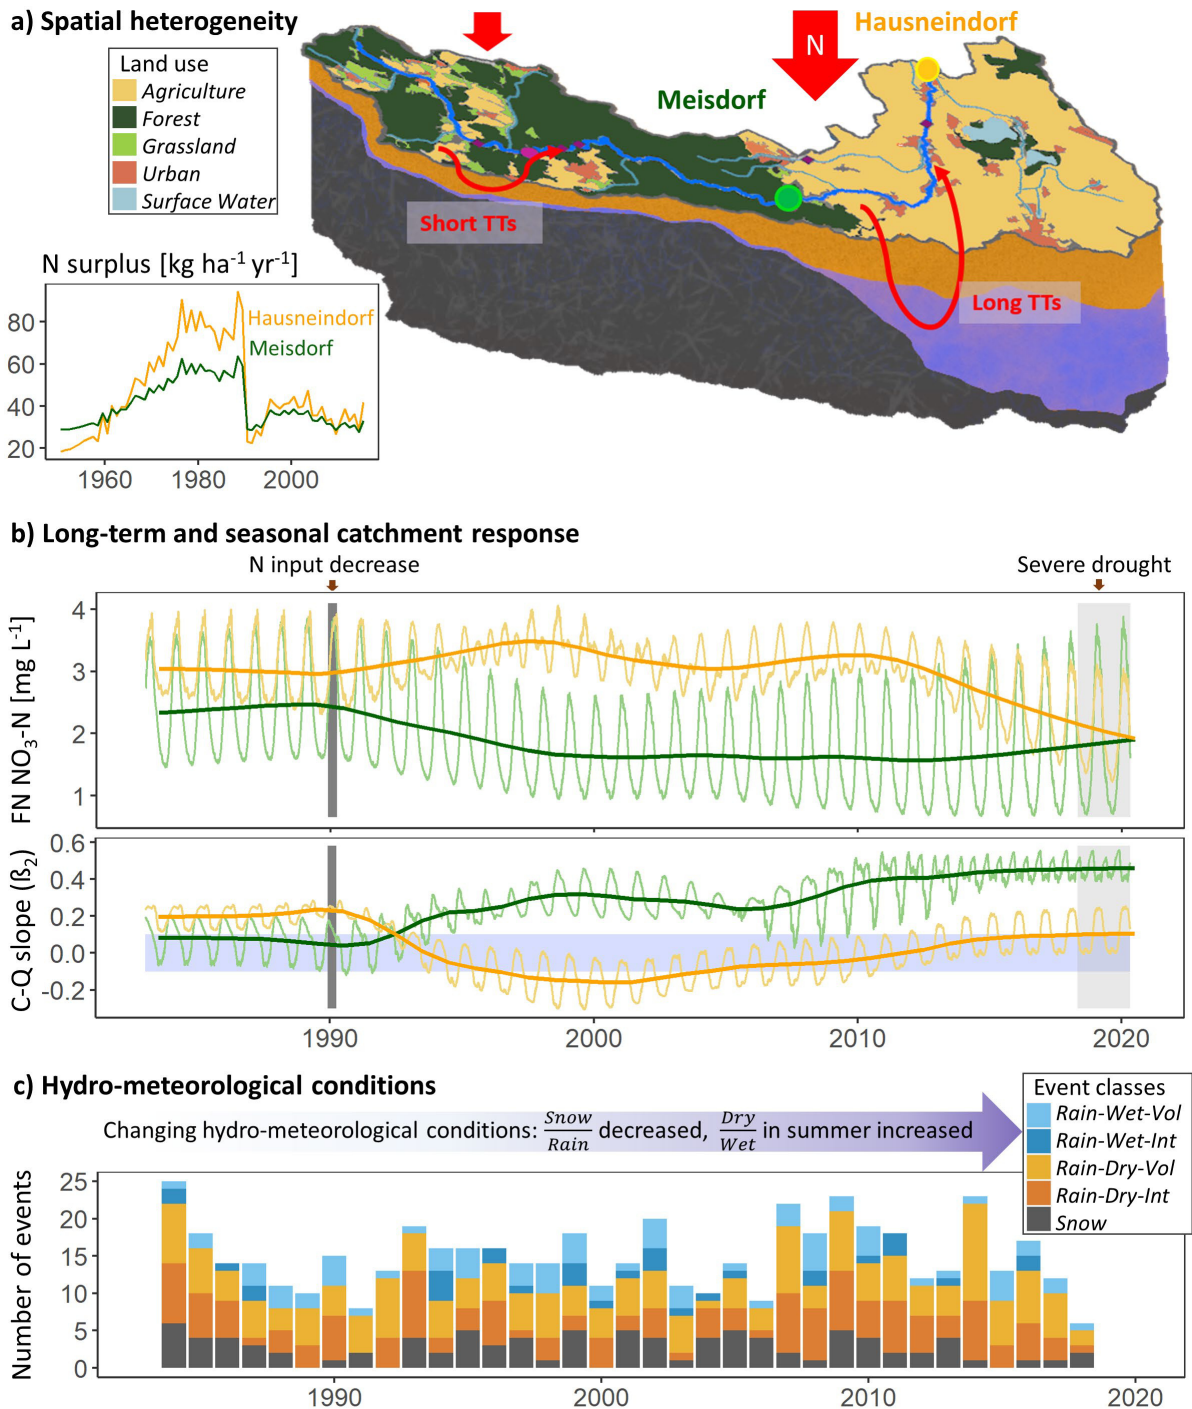 a) Spatial heterogeneity
Hausneindorf
N
Land use
Agriculture
Forest
Grassland
Urban
Surface Water
Meisdorf
Short TTs
Long TTs
N surplus [kg ha-1 yr-1]
Hausneindorf
Meisdorf
80
60
40
20
1960 1980 2000
b) Long-term and seasonal catchment response
N input decrease
Severe drought
FN NO3-N [mg L-1]
4
3
2
1
C-Q slope (ß2)
0.6
0.4
0.2
0.0
-0.2
1990 2000 2010 2020
c) Hydro-meteorological conditions
Changing hydro-meteorological conditions: Snow/Rain decreased, Dry/Wet in summer increased
Event classes
Rain-Wet-Vol
Rain-Wet-Int
Rain-Dry-Vol
Rain-Dry-Int
Snow
Number of events
25
20
15
10
5
0
1990 2000 2010 2020